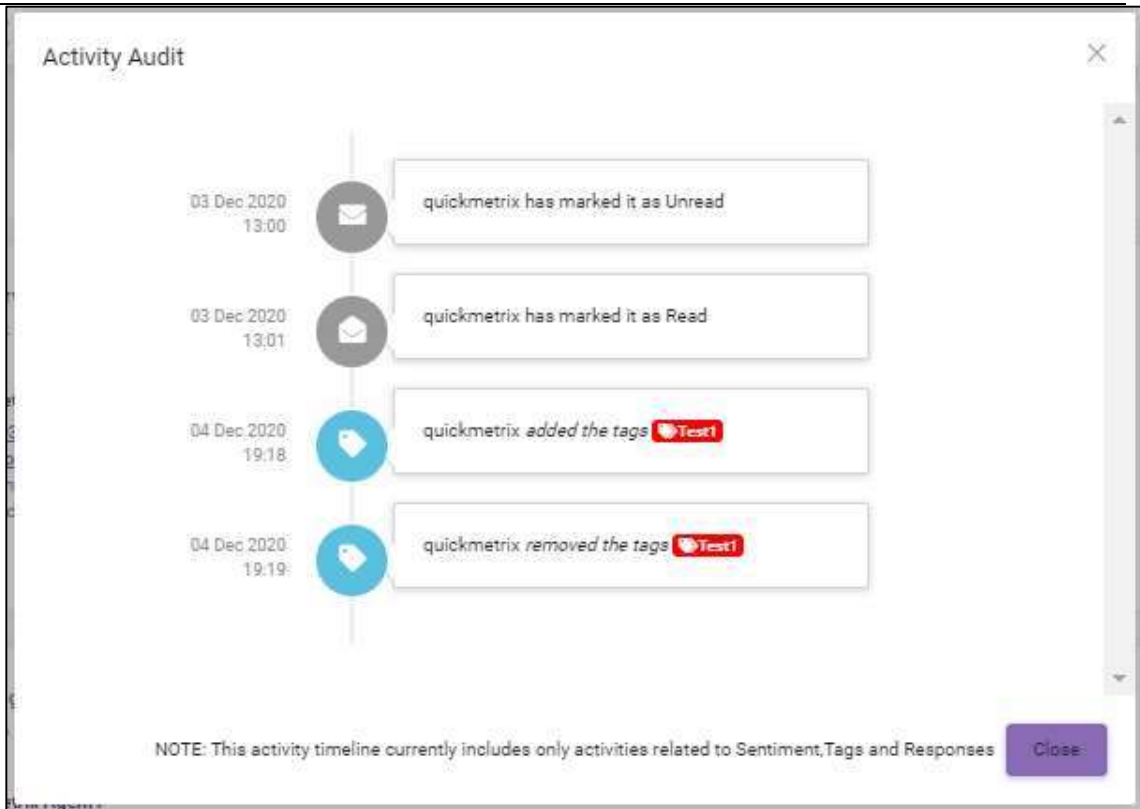 Activity Audit
03 Dec 2020
13:00
quickmetrix has marked it as Unread
03 Dec 2020
13:01
quickmetrix has marked it as Read
04 Dec 2020
19:18
quickmetrix added the tags Test1
04 Dec 2020
19:19
quickmetrix removed the tags Test1
NOTE: This activity timeline currently includes only activities related to Sentiment,Tags and Responses
Close